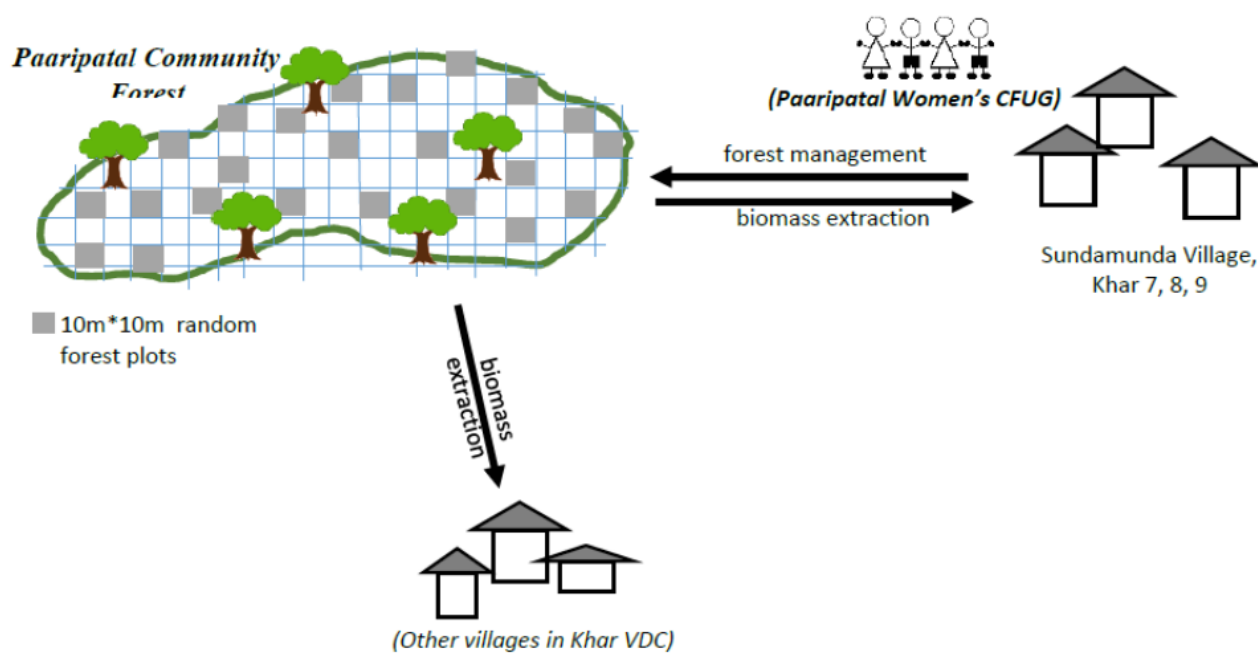 Paaripatal Community
Forest
(Paaripatal Women's CFUG)
forest management
biomass extraction
Sundamunda Village,
Khar 7, 8, 9
10m*10m random
forest plots
biomass
extraction
(Other villages in Khar VDC)